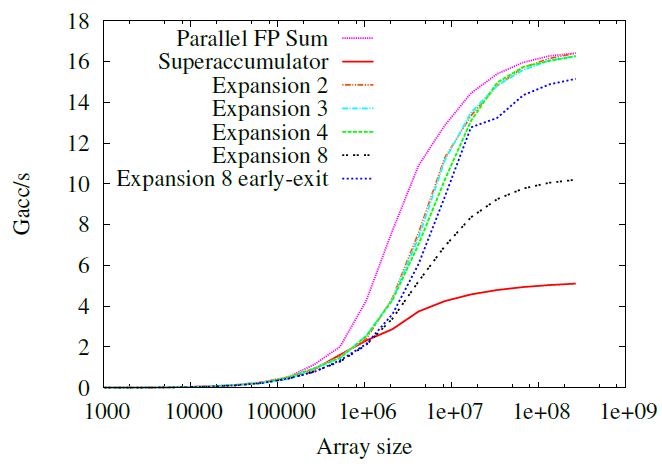 18
16
14
12
10
8
6
4
2
0
Gacc/s
Parallel FP Sum
Superaccumulator
Expansion 2
Expansion 3
Expansion 4
Expansion 8
Expansion 8 early-exit
1000 10000 100000 1e+06 1e+07 1e+08 1e+09
Array size